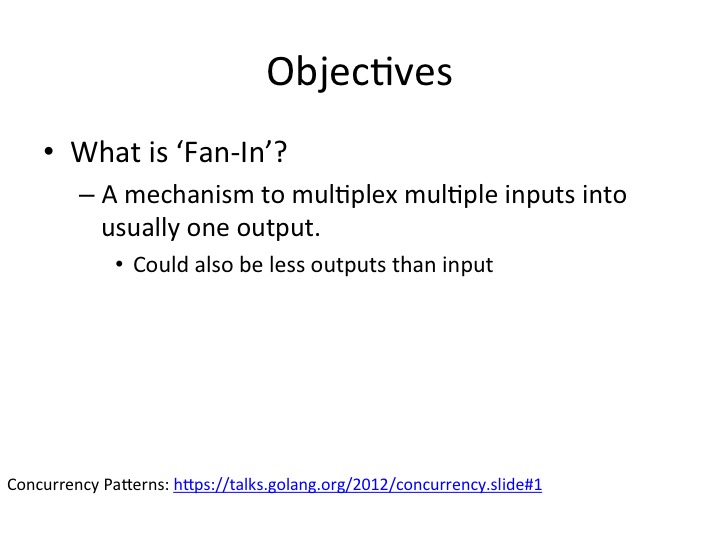 Objectives
• What is ‘Fan-In’?
– A mechanism to multiplex multiple inputs into
usually one output.
• Could also be less outputs than input
Concurrency Patterns: https://talks.golang.org/2012/concurrency.slide#1